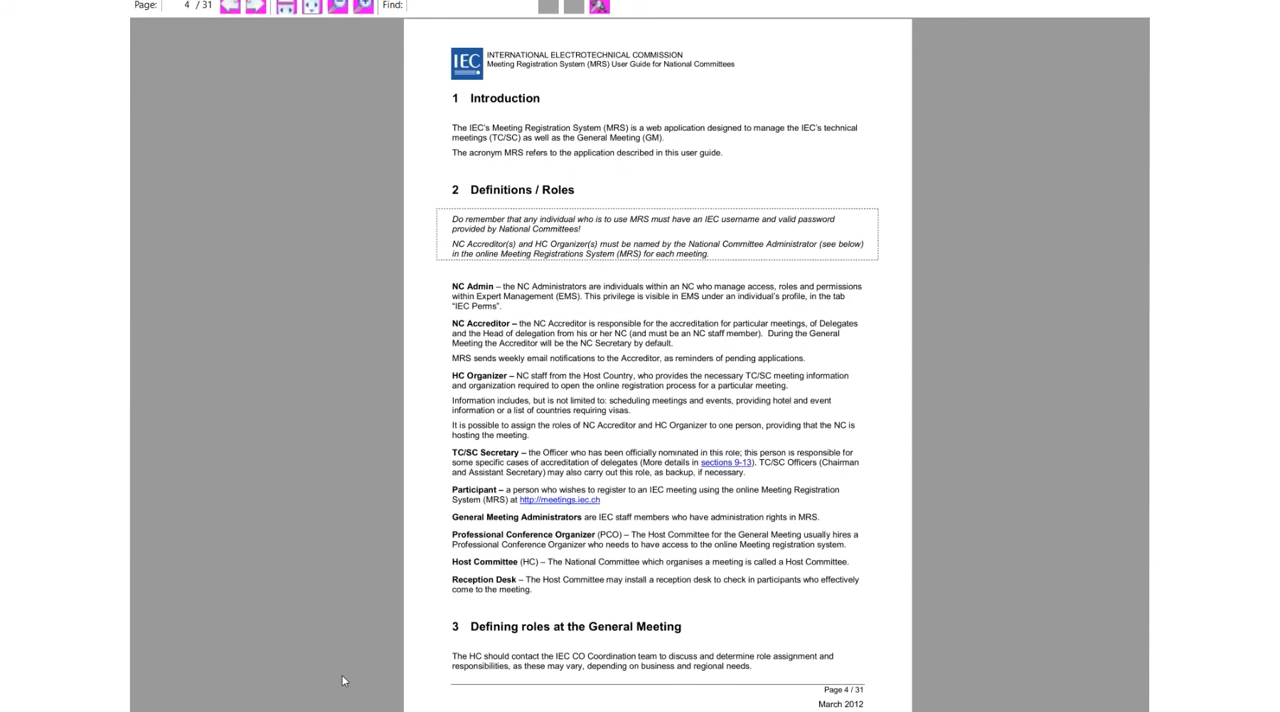 Page: 4 / 31 Find:
IEC INTERNATIONAL ELECTROTECHNICAL COMMISSION
Meeting Registration System (MRS) User Guide for National Committees
1 Introduction
The IEC's Meeting Registration System (MRS) is a web application designed to manage the IEC's technical
meetings (TC/SC) as well as the General Meeting (GM).
The acronym MRS refers to the application described in this user guide.
2 Definitions / Roles
Do remember that any individual who is to use MRS must have an IEC username and valid password
provided by National Committees!
NC Accreditor(s) and HC Organizer(s) must be named by the National Committee Administrator (see below)
in the online Meeting Registrations System (MRS) for each meeting.
NC Admin – the NC Administrators are individuals within an NC who manage access, roles and permissions
within Expert Management (EMS). This privilege is visible in EMS under an individual's profile, in the tab
“IEC Perms”.
NC Accreditor – the NC Accreditor is responsible for the accreditation for particular meetings, of Delegates
and the Head of delegation from his or her NC (and must be an NC staff member). During the General
Meeting the Accreditor will be the NC Secretary by default.
MRS sends weekly email notifications to the Accreditor, as reminders of pending applications.
HC Organizer – NC staff from the Host Country, who provides the necessary TC/SC meeting information
and organization required to open the online registration process for a particular meeting.
Information includes, but is not limited to: scheduling meetings and events, providing hotel and event
information or a list of countries requiring visas.
It is possible to assign the roles of NC Accreditor and HC Organizer to one person, providing that the NC is
hosting the meeting.
TC/SC Secretary – the Officer who has been officially nominated in this role; this person is responsible for
some specific cases of accreditation of delegates (More details in sections 9-13). TC/SC Officers (Chairman
and Assistant Secretary) may also carry out this role, as backup, if necessary.
Participant – a person who wishes to register to an IEC meeting using the online Meeting Registration
System (MRS) at http://meetings.iec.ch
General Meeting Administrators are IEC staff members who have administration rights in MRS.
Professional Conference Organizer (PCO) – The Host Committee for the General Meeting usually hires a
Professional Conference Organizer who needs to have access to the online Meeting registration system.
Host Committee (HC) – The National Committee which organises a meeting is called a Host Committee.
Reception Desk – The Host Committee may install a reception desk to check in participants who effectively
come to the meeting.
3 Defining roles at the General Meeting
The HC should contact the IEC CO Coordination team to discuss and determine role assignment and
responsibilities, as these may vary, depending on business and regional needs.
Page 4 / 31
March 2012